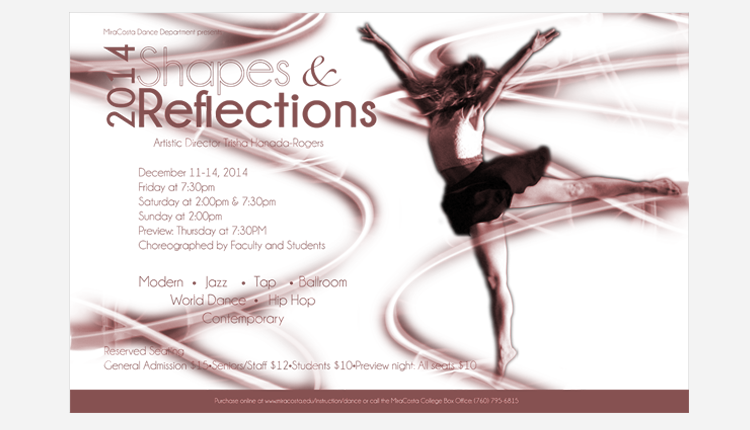 MiraCosta Dance Department presents
2014 Shapes &
Reflections
Artistic Director Trisha Hanada-Rogers
December 11-14, 2014
Friday at 7:30pm
Saturday at 2:00pm & 7:30pm
Sunday at 2:00pm
Preview: Thursday at 7:30PM
Choreographed by Faculty and Students
Modern • Jazz • Tap • Ballroom
World Dance • Hip Hop
Contemporary
Reserved Seating
General Admission $15•Seniors/Staff $12•Students $10•Preview night: All seats $10
Purchase online at www.miracosta.edu/instruction/dance or call the MiraCosta College Box Office (760) 795-6815